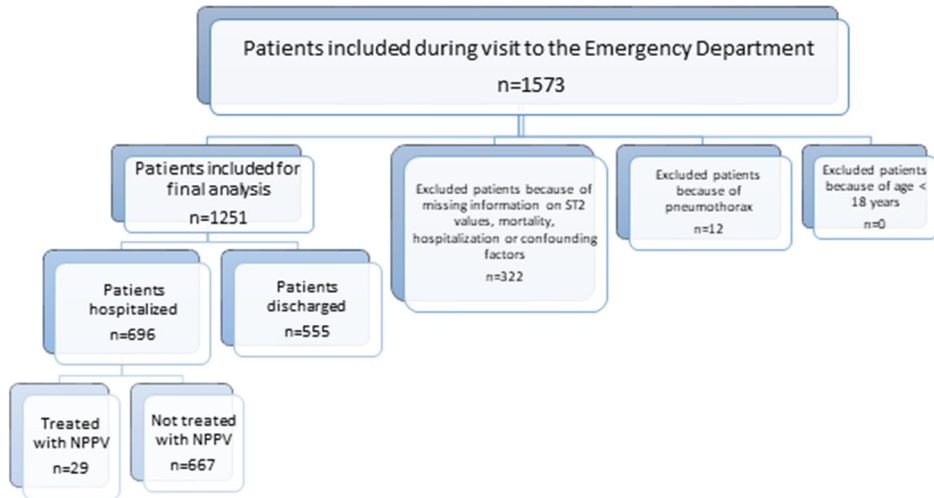 Patients included during visit to the Emergency Department
n=1573
Patients included for
final analysis
n=1251
Excluded patients because of
missing information on ST2
values, mortality,
hospitalization or confounding
factors
n=322
Excluded patients
because of
pneumothorax
n=12
Excluded patients
because of age <
18 years
n=0
Patients
hospitalized
n=696
Patients
discharged
n=555
Treated
with NPPV
n=29
Not treated
with NPPV
n=667